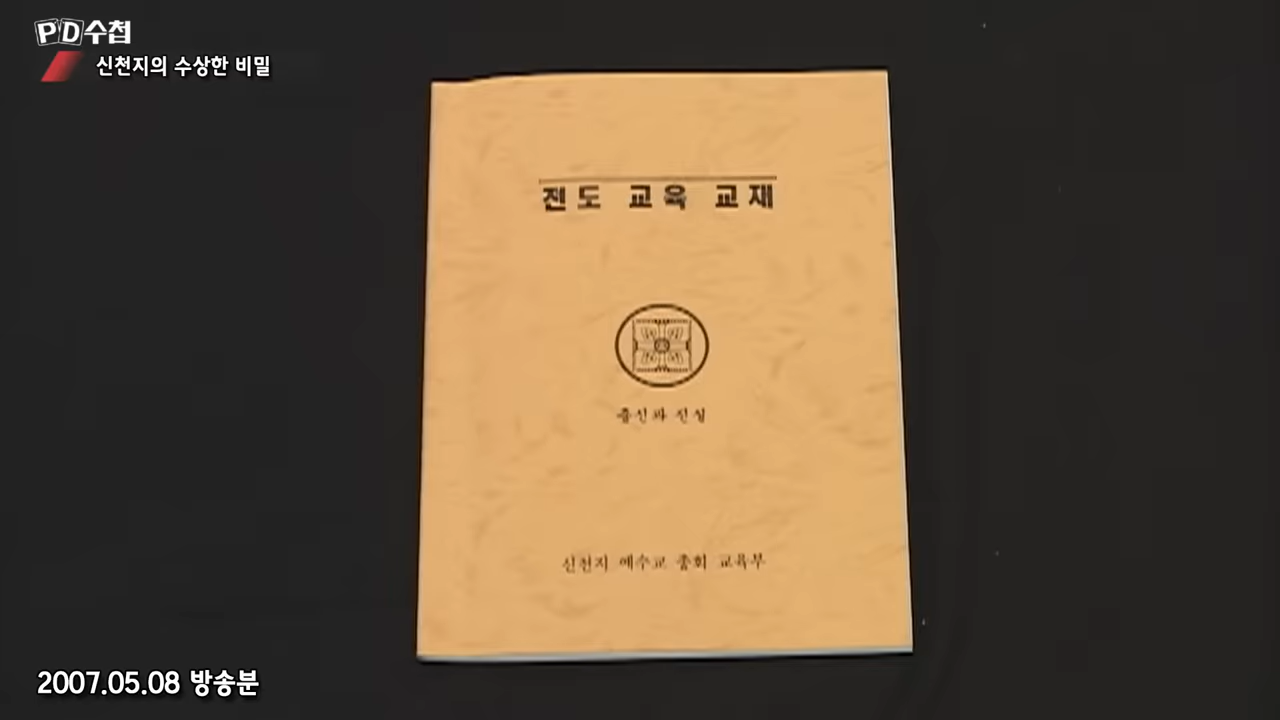 PD수첩
신천지의 수상한 비밀
전도 교육 교재
충신과 진실
신천지 예수교 총회 교육부
2007.05.08 방송분